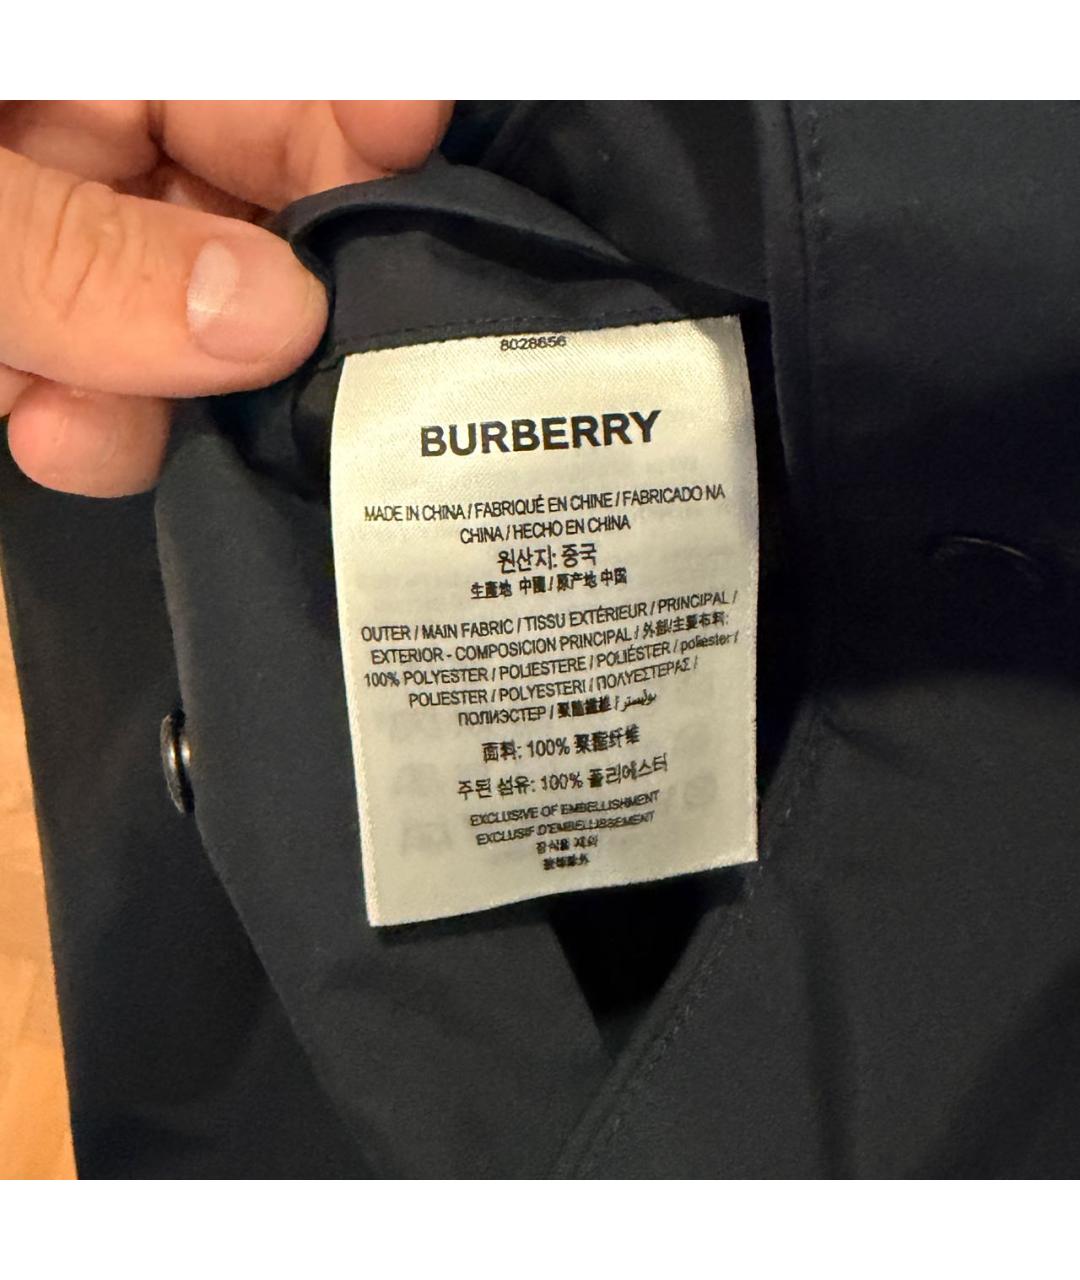 8028656
BURBERRY
MADE IN CHINA / FABRIQUÉ EN CHINE / FABRICADO NA
CHINA / HECHO EN CHINA
원산지: 중국
生產地 中國 / 原产地 中国
OUTER / MAIN FABRIC / TISSU EXTÉRIEUR / PRINCIPAL /
EXTERIOR - COMPOSICION PRINCIPAL / 外部/主要布料:
100% POLYESTER / POLIESTERE / POLIÉSTER / poliester /
POLIESTER / POLYESTERI / ΠΟΛΥΕΣΤΕΡΑΣ /
ПОЛИЭСТЕР / 聚酯纖維 / بوليستر
面料: 100% 聚酯纤维
주된 섬유: 100% 폴리에스터
EXCLUSIVE OF EMBELLISHMENT
EXCLUSIF D'EMBELLISSEMENT
장식물 제외